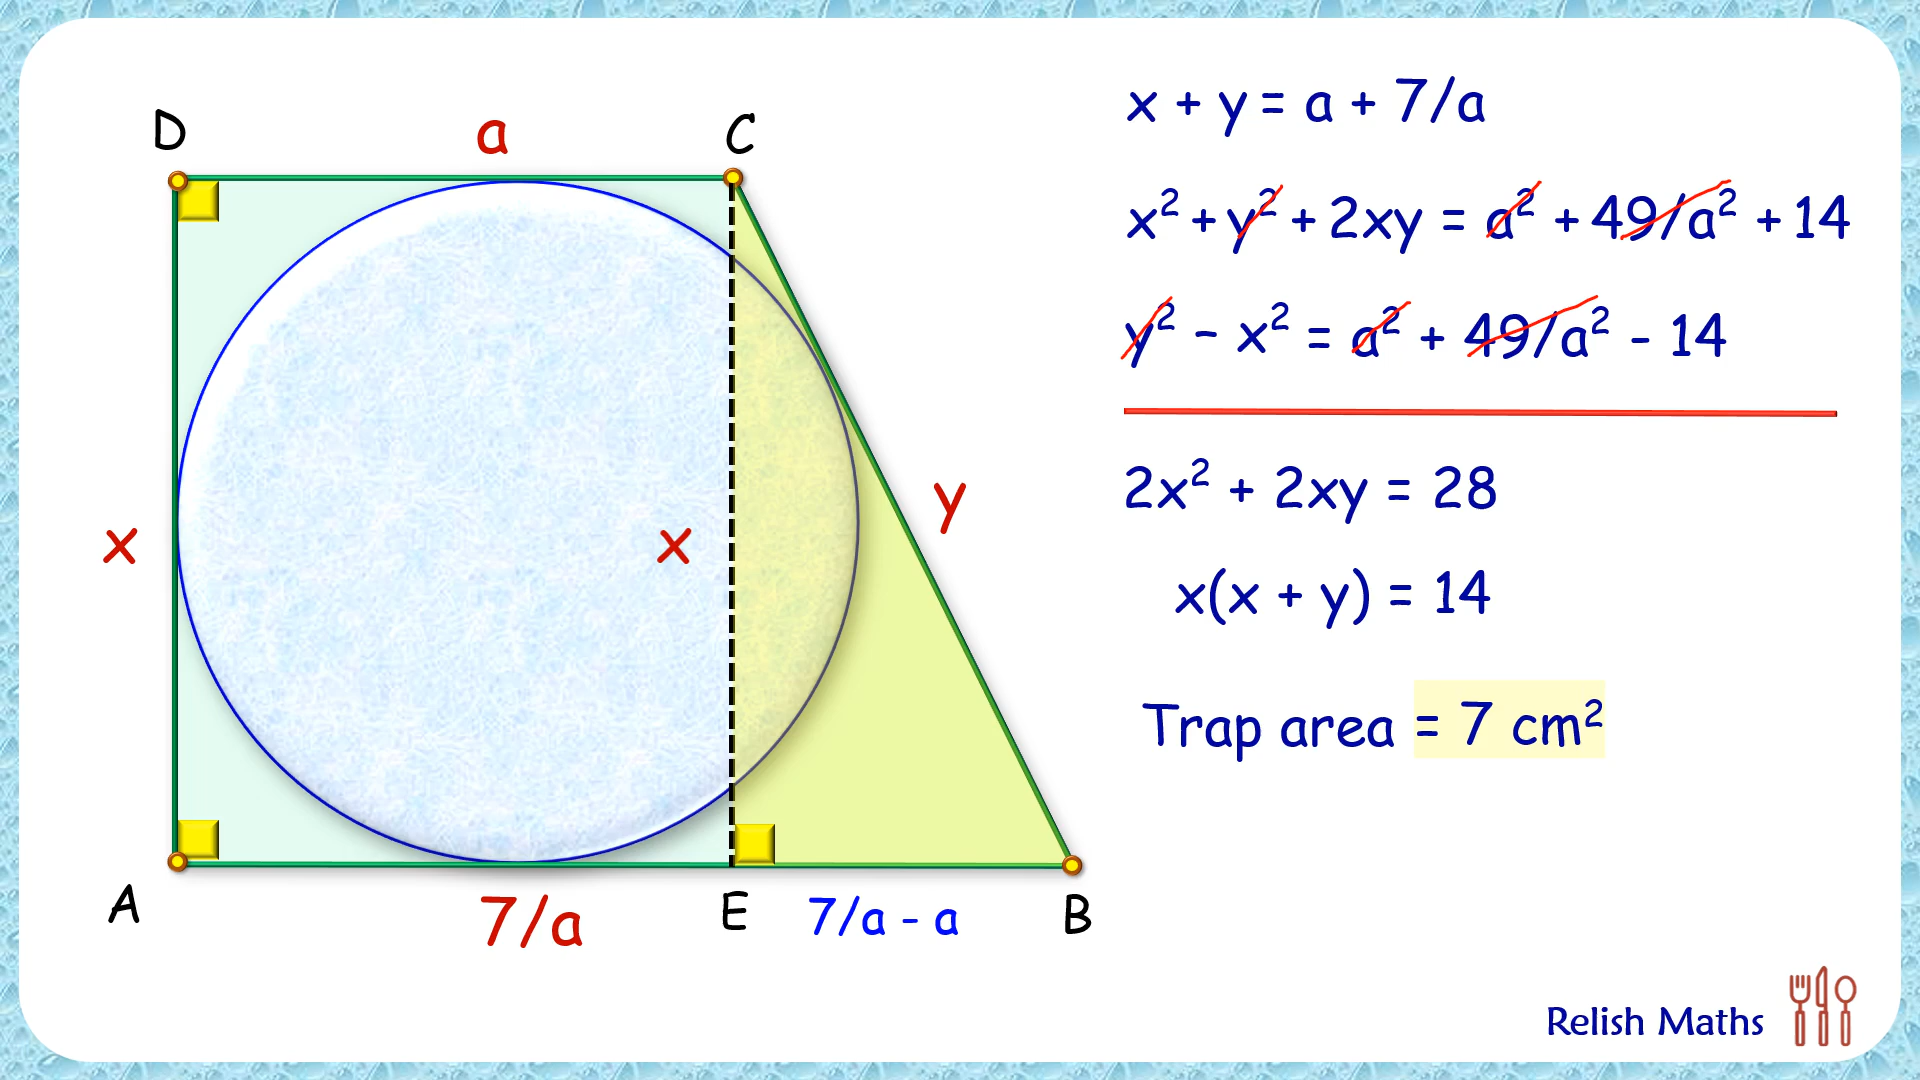 D a C
x x y
A 7/a E 7/a - a B
x + y = a + 7/a
x² + y² + 2xy = a² + 49/a² + 14
y² - x² = a² + 49/a² - 14
2x² + 2xy = 28
x(x + y) = 14
Trap area = 7 cm²
Relish Maths